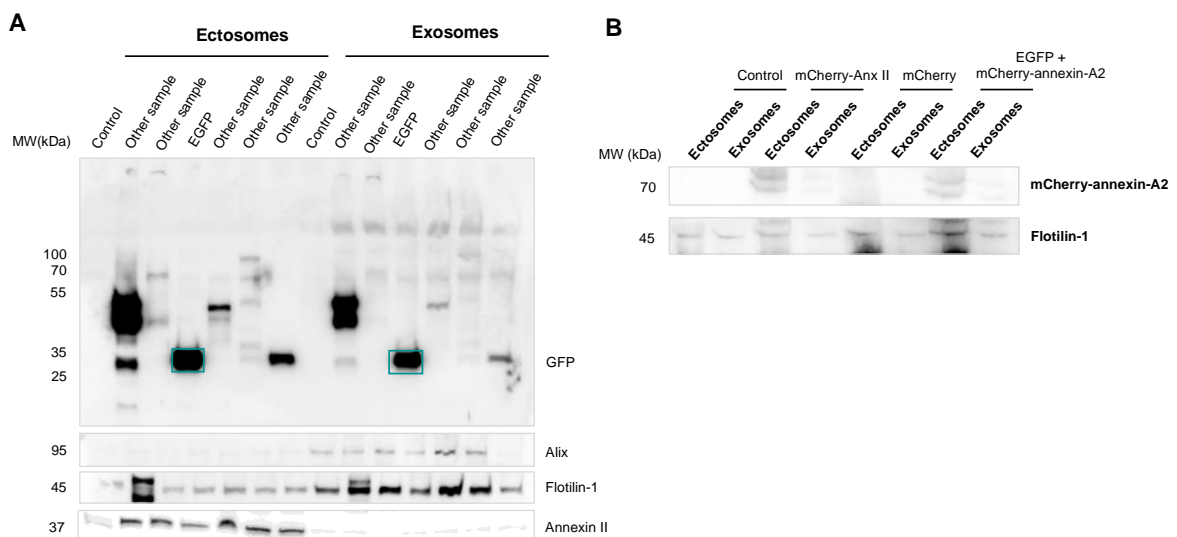 A
Ectosomes
Exosomes
MW(kDa)
Control
Other sample
Other sample
EGFP
Other sample
Other sample
Other sample
Control
Other sample
Other sample
EGFP
Other sample
Other sample
Other sample
100
70
55
35
25
GFP
95
Alix
45
Flotilin-1
37
Annexin II
B
Control
mCherry-Anx II
mCherry
EGFP +
mCherry-annexin-A2
MW (kDa)
Ectosomes
Exosomes
Ectosomes
Exosomes
Ectosomes
Exosomes
Ectosomes
Exosomes
70
mCherry-annexin-A2
45
Flotilin-1